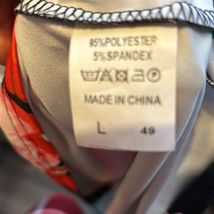 95%POLYESTER
5%SPANDEX
MADE IN CHINA
L 49